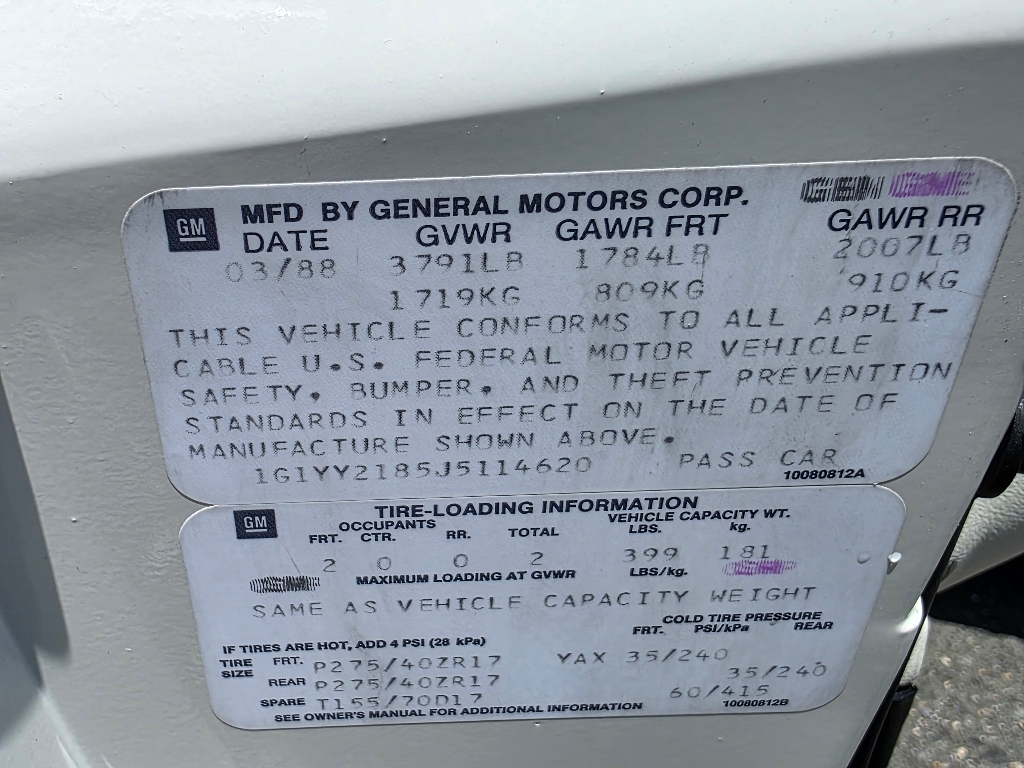 GM MFD BY GENERAL MOTORS CORP.
DATE GVWR GAWR FRT GAWR RR
03/88 3791LB 1784LB 2007LB
1719KG 809KG 910KG
THIS VEHICLE CONFORMS TO ALL APPLI-
CABLE U.S. FEDERAL MOTOR VEHICLE
SAFETY, BUMPER, AND THEFT PREVENTION
STANDARDS IN EFFECT ON THE DATE OF
MANUFACTURE SHOWN ABOVE.
1G1YY2185J5114620 PASS CAR
10080812A
GM TIRE-LOADING INFORMATION
OCCUPANTS VEHICLE CAPACITY WT.
FRT. CTR. RR. TOTAL LBS. kg.
2 0 0 2 399 181
MAXIMUM LOADING AT GVWR LBS/kg.
SAME AS VEHICLE CAPACITY WEIGHT
COLD TIRE PRESSURE
IF TIRES ARE HOT, ADD 4 PSI (28 kPa) FRT. PSI/kPa REAR
TIRE SIZE FRT. P275/40ZR17 YAX 35/240
REAR P275/40ZR17 35/240
SPARE T155/70D17 60/415
SEE OWNER'S MANUAL FOR ADDITIONAL INFORMATION 10080812B